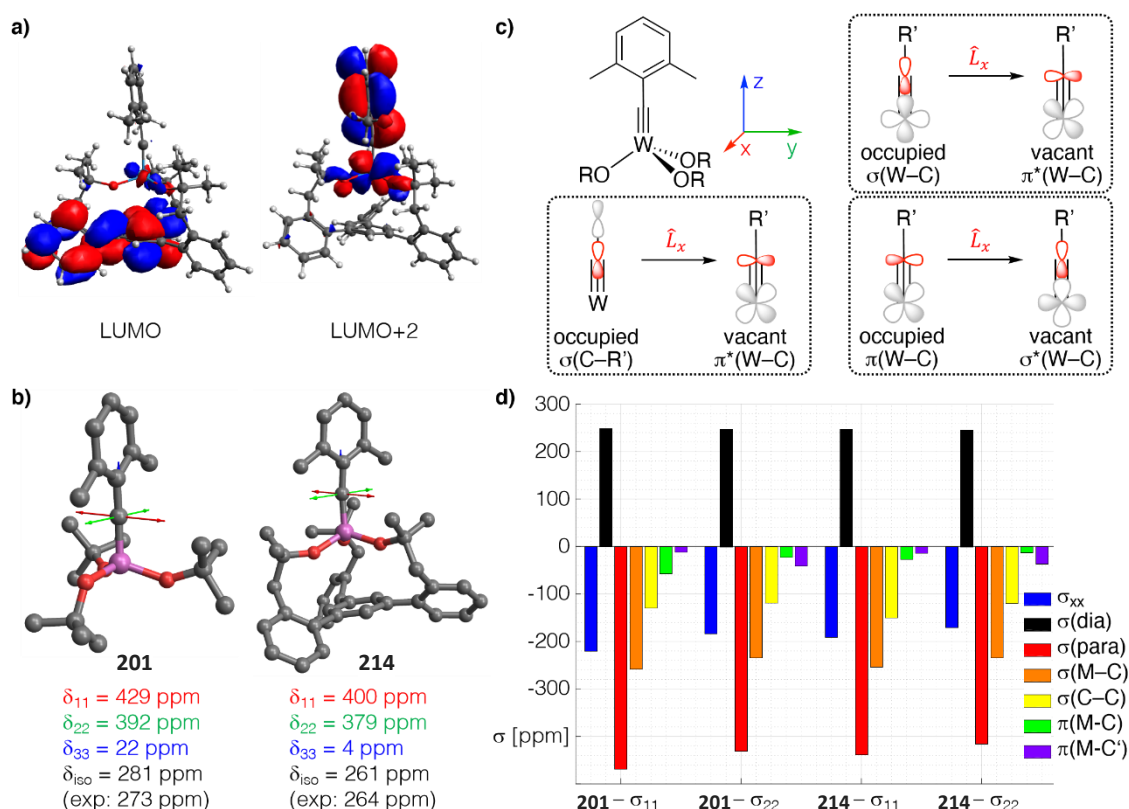 a)
LUMO
LUMO+2
b)
201
214
δ11 = 429 ppm
δ22 = 392 ppm
δ33 = 22 ppm
δiso = 281 ppm
(exp: 273 ppm)
δ11 = 400 ppm
δ22 = 379 ppm
δ33 = 4 ppm
δiso = 261 ppm
(exp: 264 ppm)
c)
W
RO
OR
OR
z
y
x
R'
L̂x
R'
occupied
σ(W–C)
vacant
π*(W–C)
R'
L̂x
W
occupied
σ(C–R')
vacant
π*(W–C)
R'
L̂x
R'
occupied
π(W–C)
vacant
σ*(W–C)
d)
300
200
100
0
-100
-200
-300
σ [ppm]
σxx
σ(dia)
σ(para)
σ(M–C)
σ(C–C)
π(M-C)
π(M-C‘)
201 – σ11
201 – σ22
214 – σ11
214 – σ22